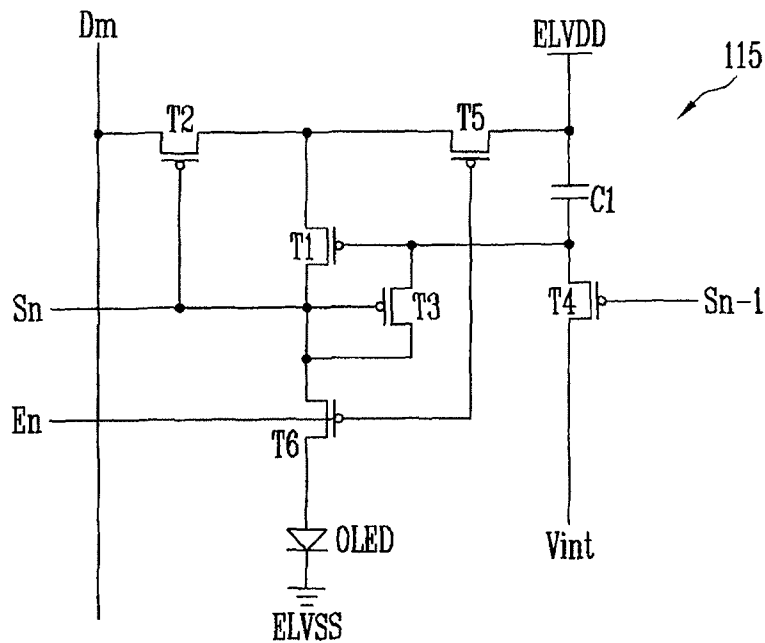 Dm
ELVDD
115
T2
T5
C1
T1
Sn
T3
T4
Sn-1
En
T6
OLED
Vint
ELVSS